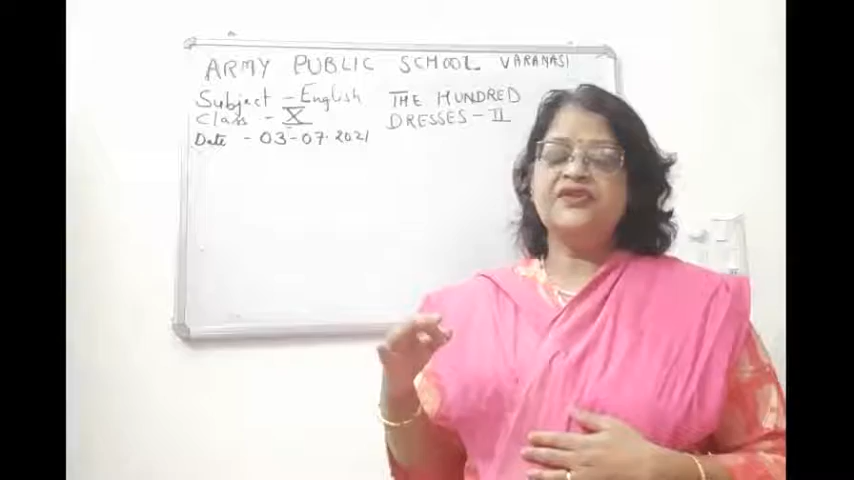 ARMY PUBLIC SCHOOL VARANASI
Subject - English
Class - X
Date - 03-07-2021
THE HUNDRED
DRESSES - II